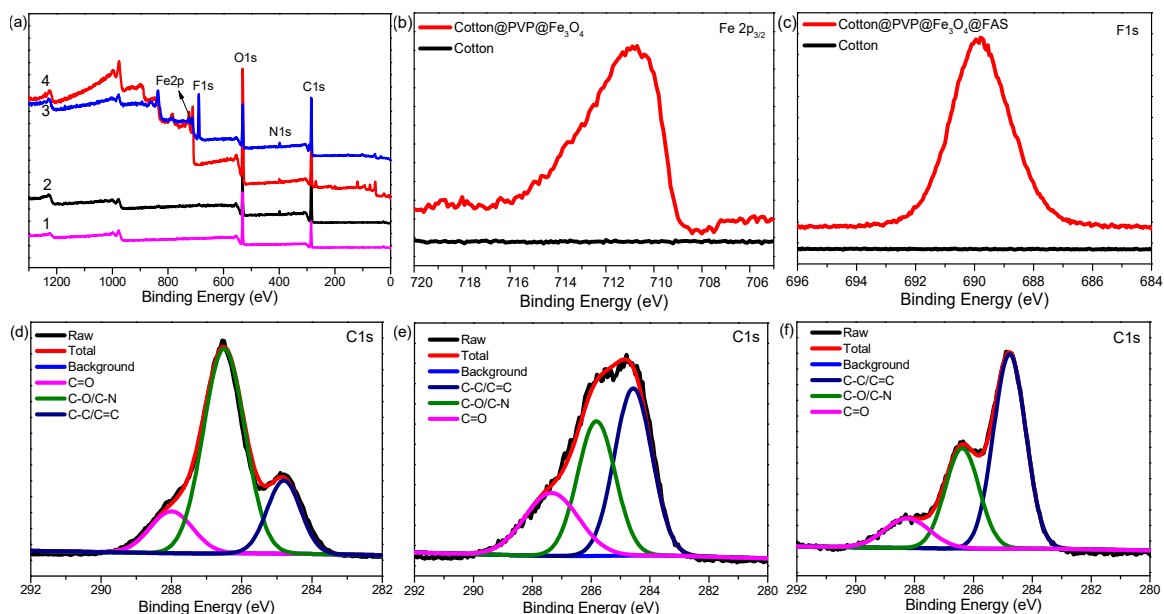 (a)
O1s
C1s
Fe2p
F1s
N1s
4
3
2
1
1200 1000 800 600 400 200 0
Binding Energy (eV)
(b)
Cotton@PVP@Fe₃O₄
Cotton
Fe 2p₃/₂
720 718 716 714 712 710 708 706
Binding Energy (eV)
(c)
Cotton@PVP@Fe₃O₄@FAS
Cotton
F1s
696 694 692 690 688 686 684
Binding Energy (eV)
(d)
C1s
Raw
Total
Background
C=O
C-O/C-N
C-C/C=C
292 290 288 286 284 282
Binding Energy (eV)
(e)
C1s
Raw
Total
Background
C-C/C=C
C-O/C-N
C=O
292 290 288 286 284 282 280
Binding Energy (eV)
(f)
C1s
Raw
Total
Background
C-C/C=C
C-O/C-N
C=O
292 290 288 286 284 282 280
Binding Energy (eV)